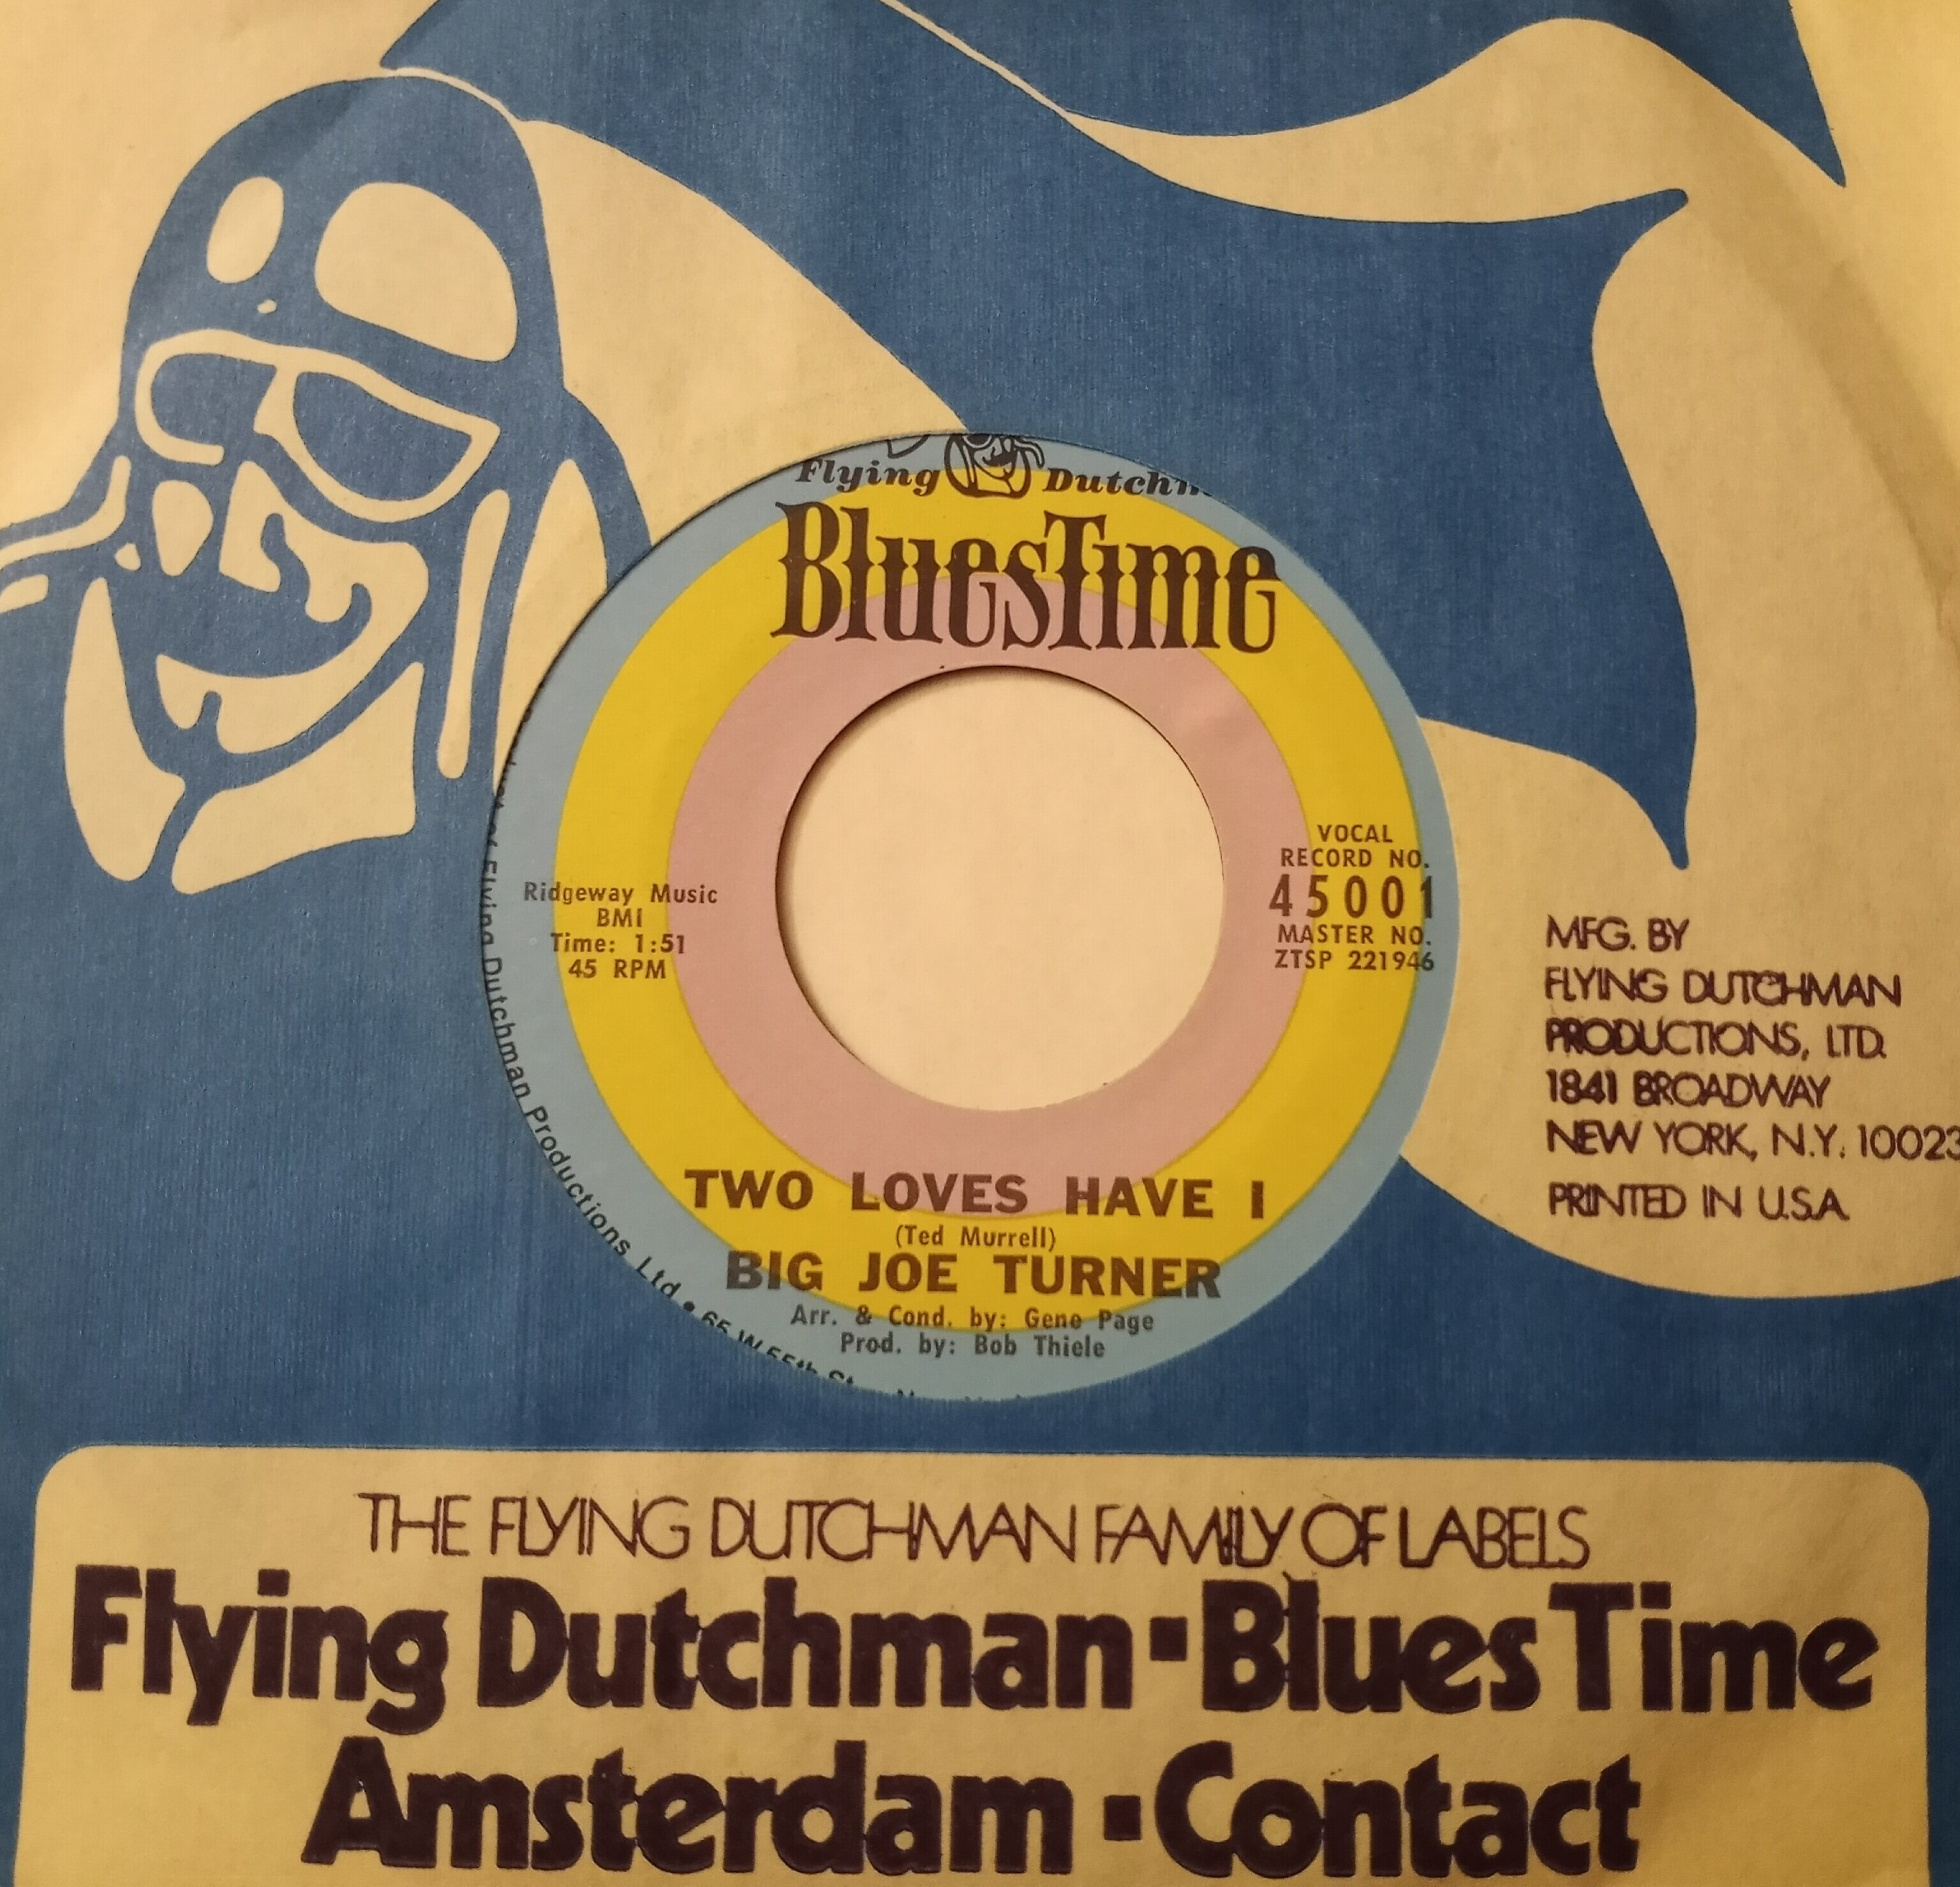 Flying Dutchm
BluesTime
Ridgeway Music
BMI
Time: 1:51
45 RPM
VOCAL
RECORD NO.
45001
MASTER NO.
ZTSP 221946
TWO LOVES HAVE I
(Ted Murrell)
BIG JOE TURNER
Arr. & Cond. by: Gene Page
Prod. by: Bob Thiele
of Flying Dutchman Productions Ltd • 65 W 55th St
MFG. BY
FLYING DUTCHMAN
PRODUCTIONS, LTD.
1841 BROADWAY
NEW YORK, N.Y. 10023
PRINTED IN U.S.A.
THE FLYING DUTCHMAN FAMILY OF LABELS
Flying Dutchman ▪ Blues Time
Amsterdam ▪ Contact